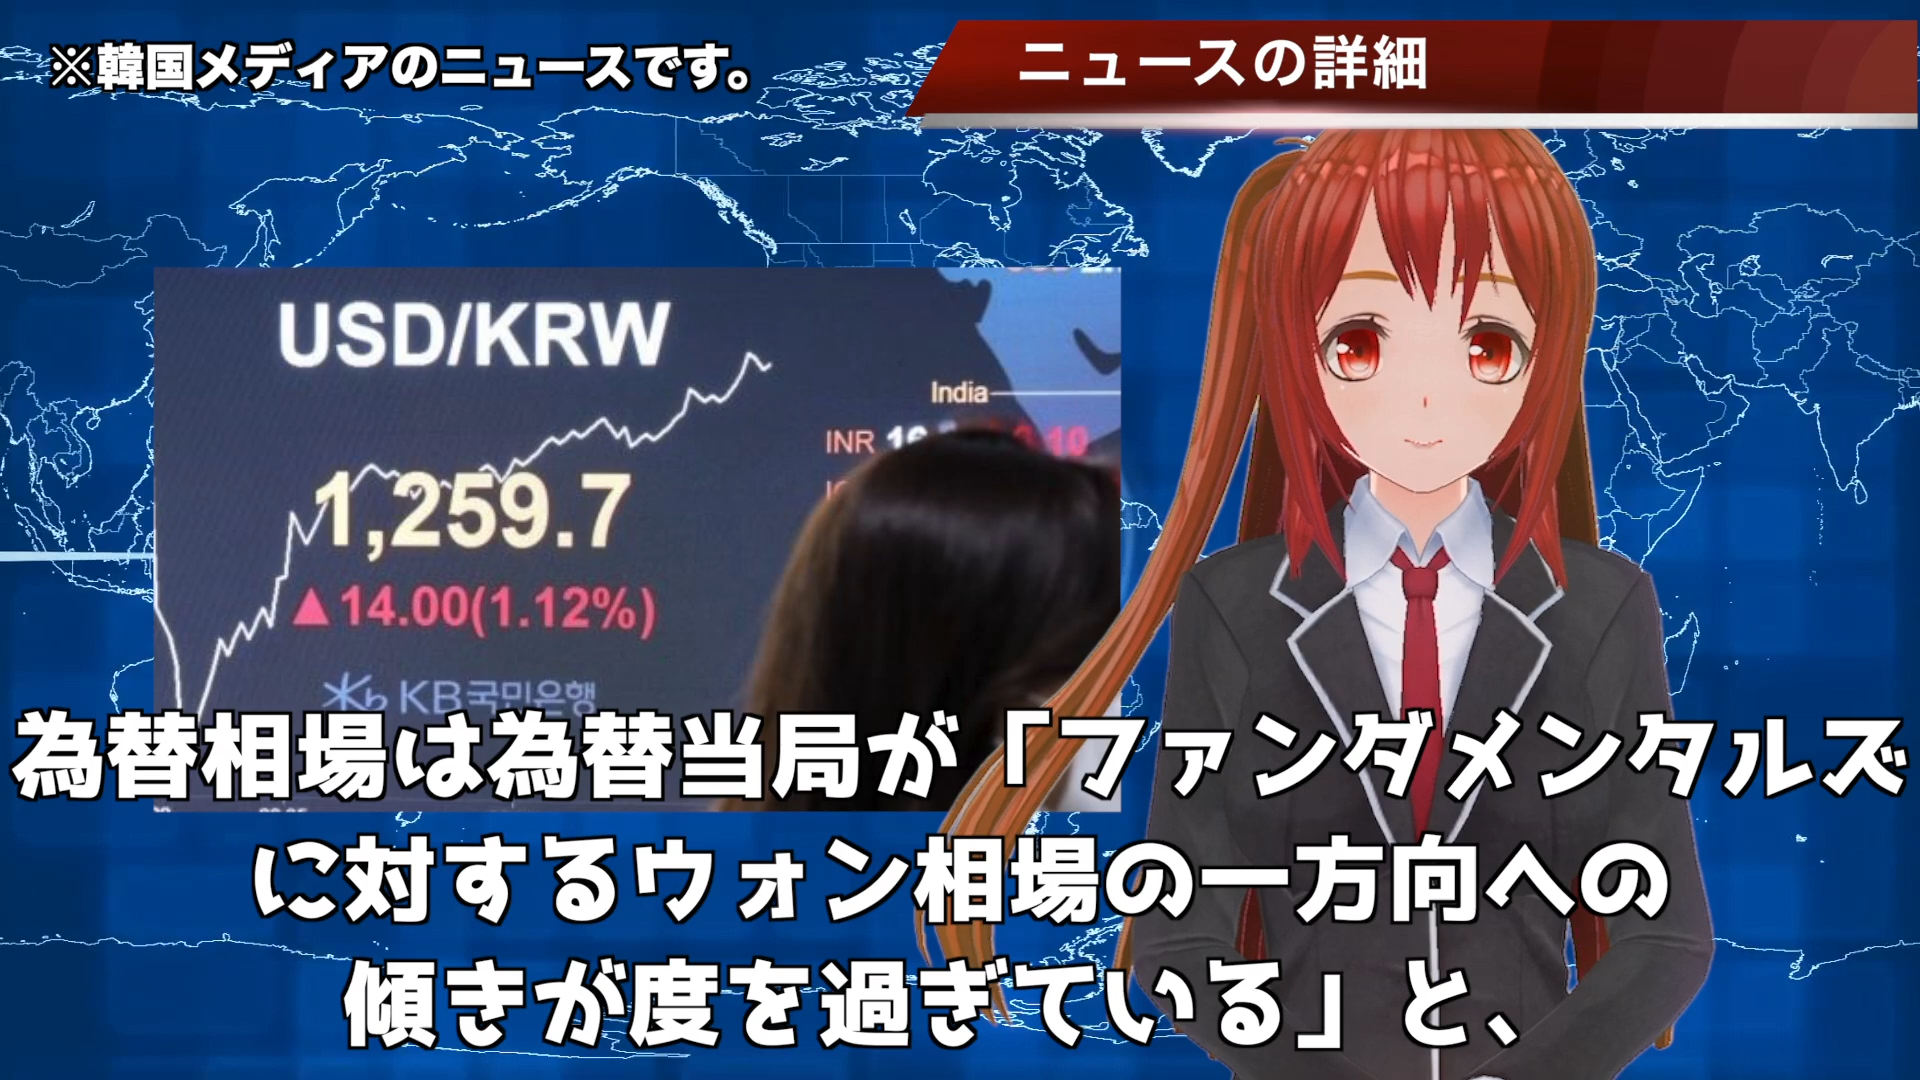 ※韓国メディアのニュースです。
ニュースの詳細
USD/KRW
India
INR
1,259.7
▲14.00(1.12%)
KB국민은행
為替相場は為替当局が「ファンダメンタルズ
に対するウォン相場の一方向への
傾きが度を過ぎている」と、